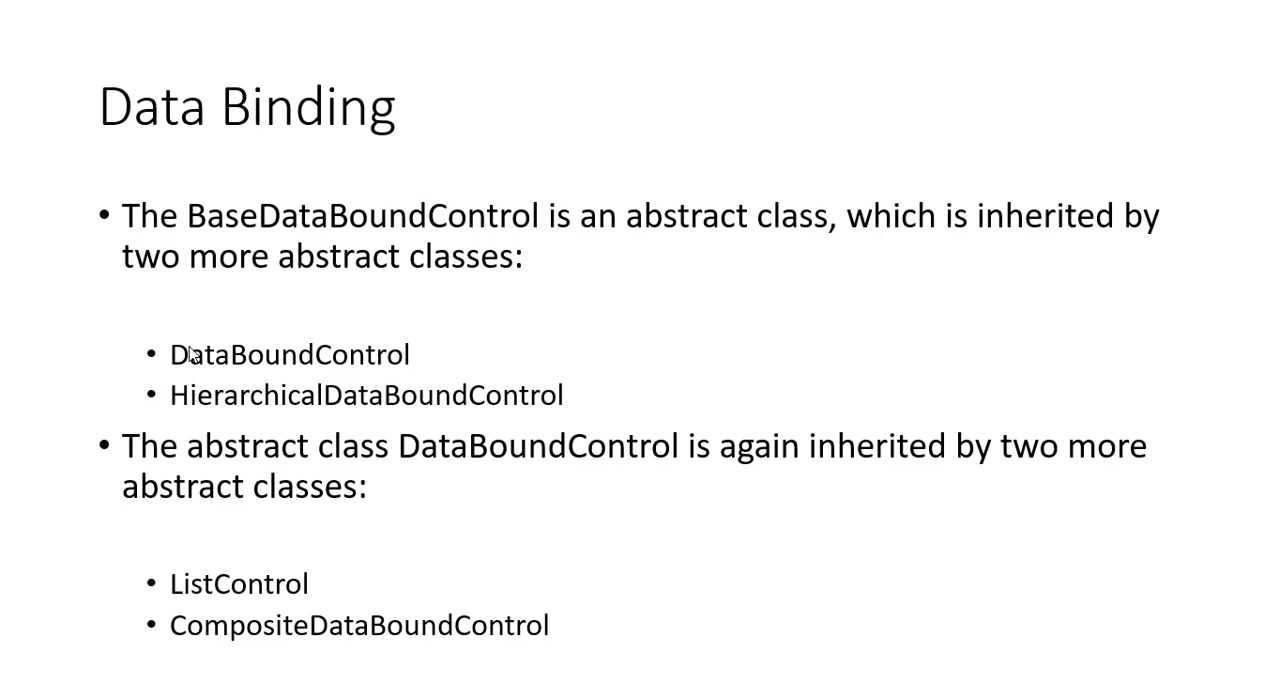 Data Binding
• The BaseDataBoundControl is an abstract class, which is inherited by
two more abstract classes:
• DataBoundControl
• HierarchicalDataBoundControl
• The abstract class DataBoundControl is again inherited by two more
abstract classes:
• ListControl
• CompositeDataBoundControl